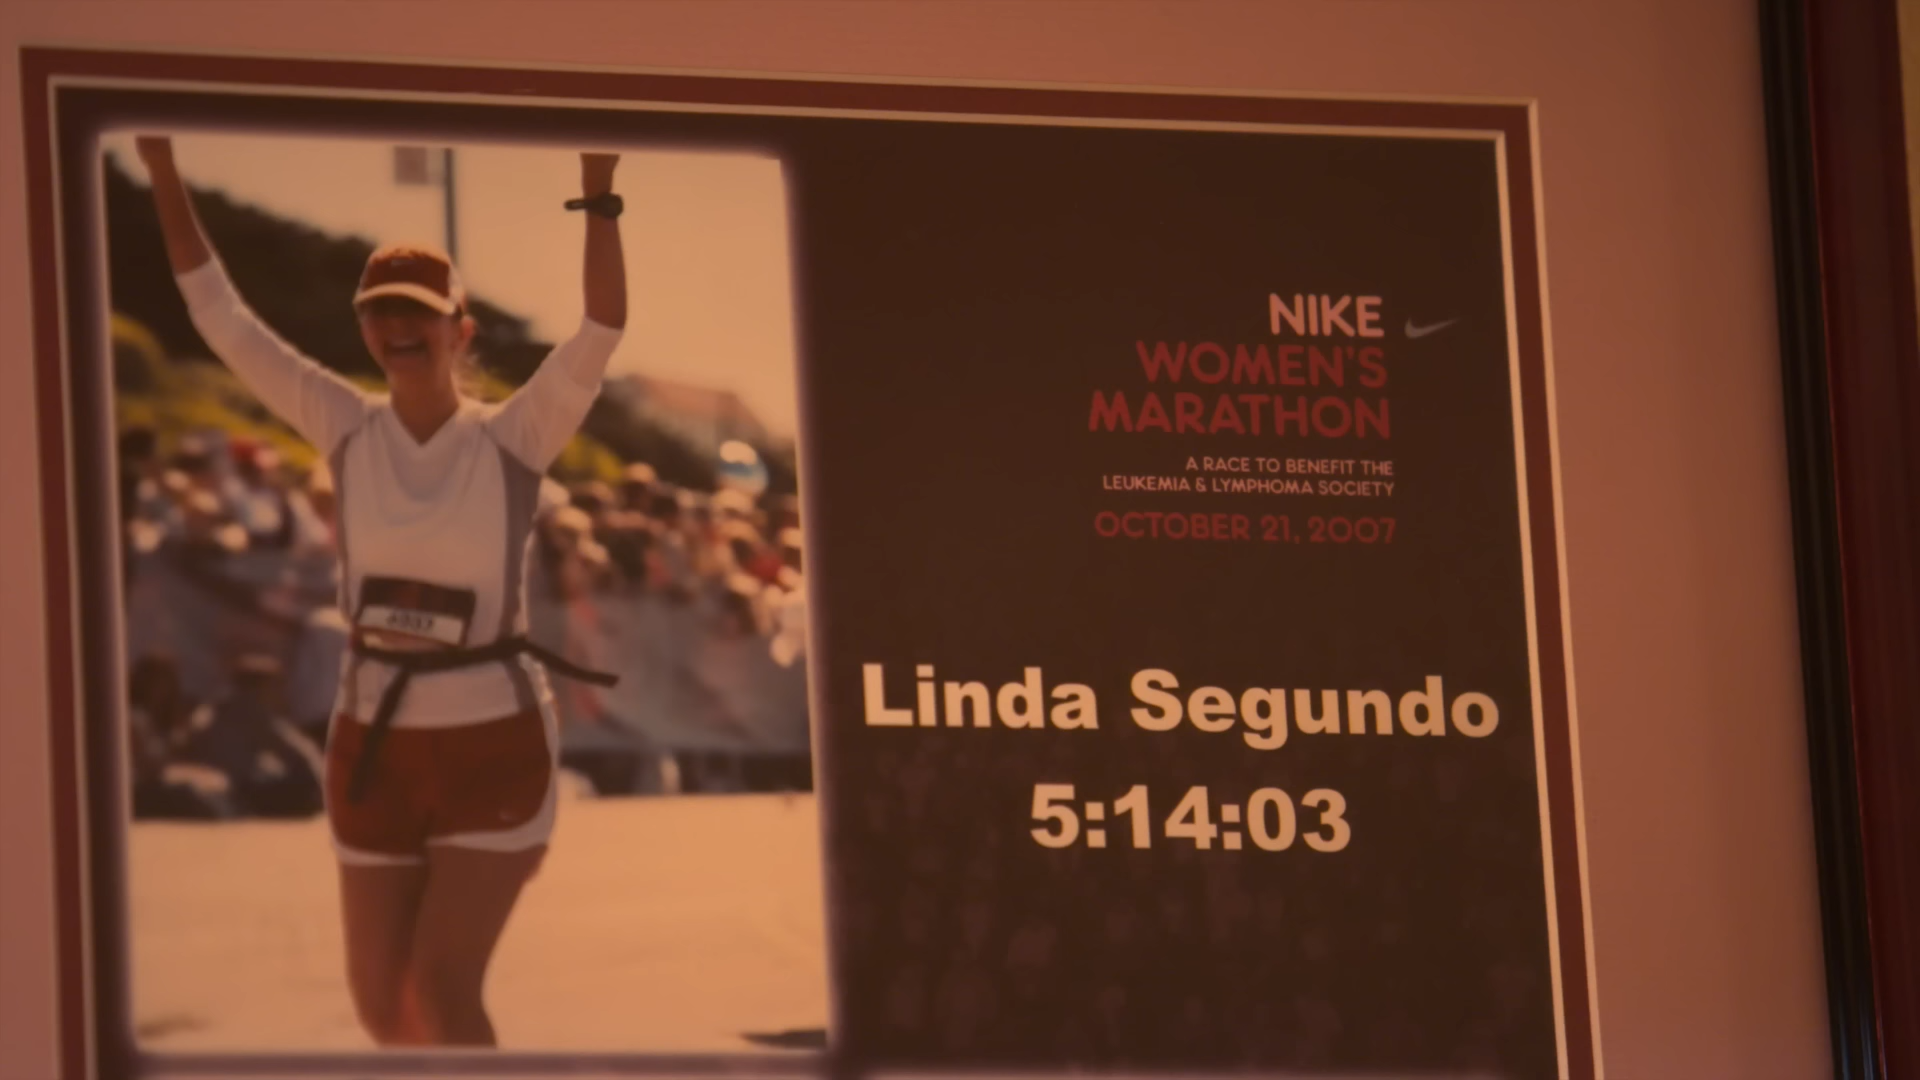 NIKE
WOMEN'S
MARATHON
A RACE TO BENEFIT THE
LEUKEMIA & LYMPHOMA SOCIETY
OCTOBER 21, 2007
Linda Segundo
5:14:03